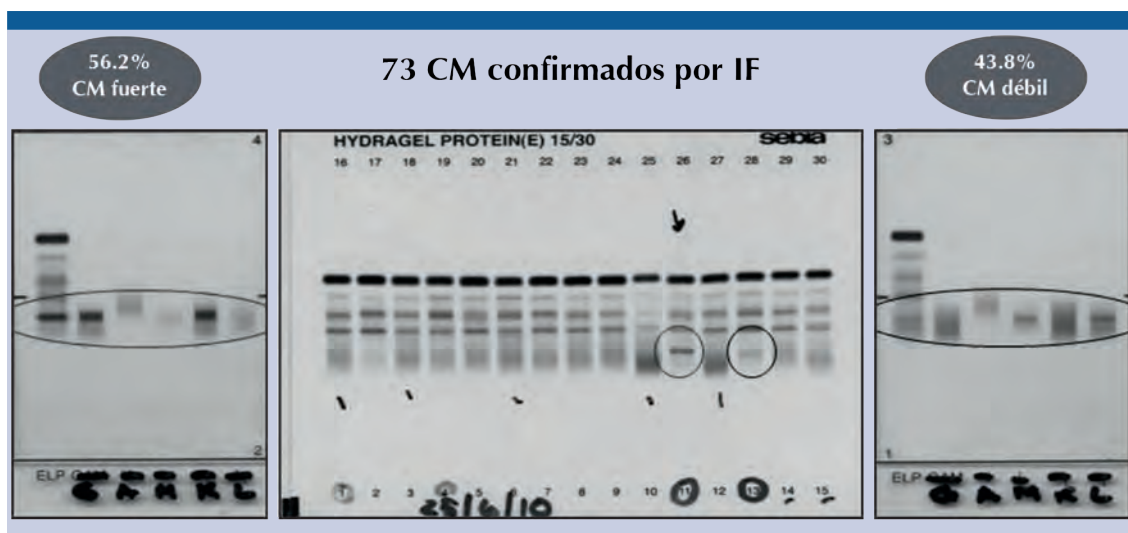 56.2%
CM fuerte
73 CM confirmados por IF
43.8%
CM débil
4
2
ELP
G A M K L
HYDRAGEL PROTEIN(E) 15/30
sebia
16 17 18 19 20 21 22 23 24 25 26 27 28 29 30
1 2 3 4 5 7 8 9 10 11 12 13 14 15
25/6/10
3
1
ELP
G A M K L